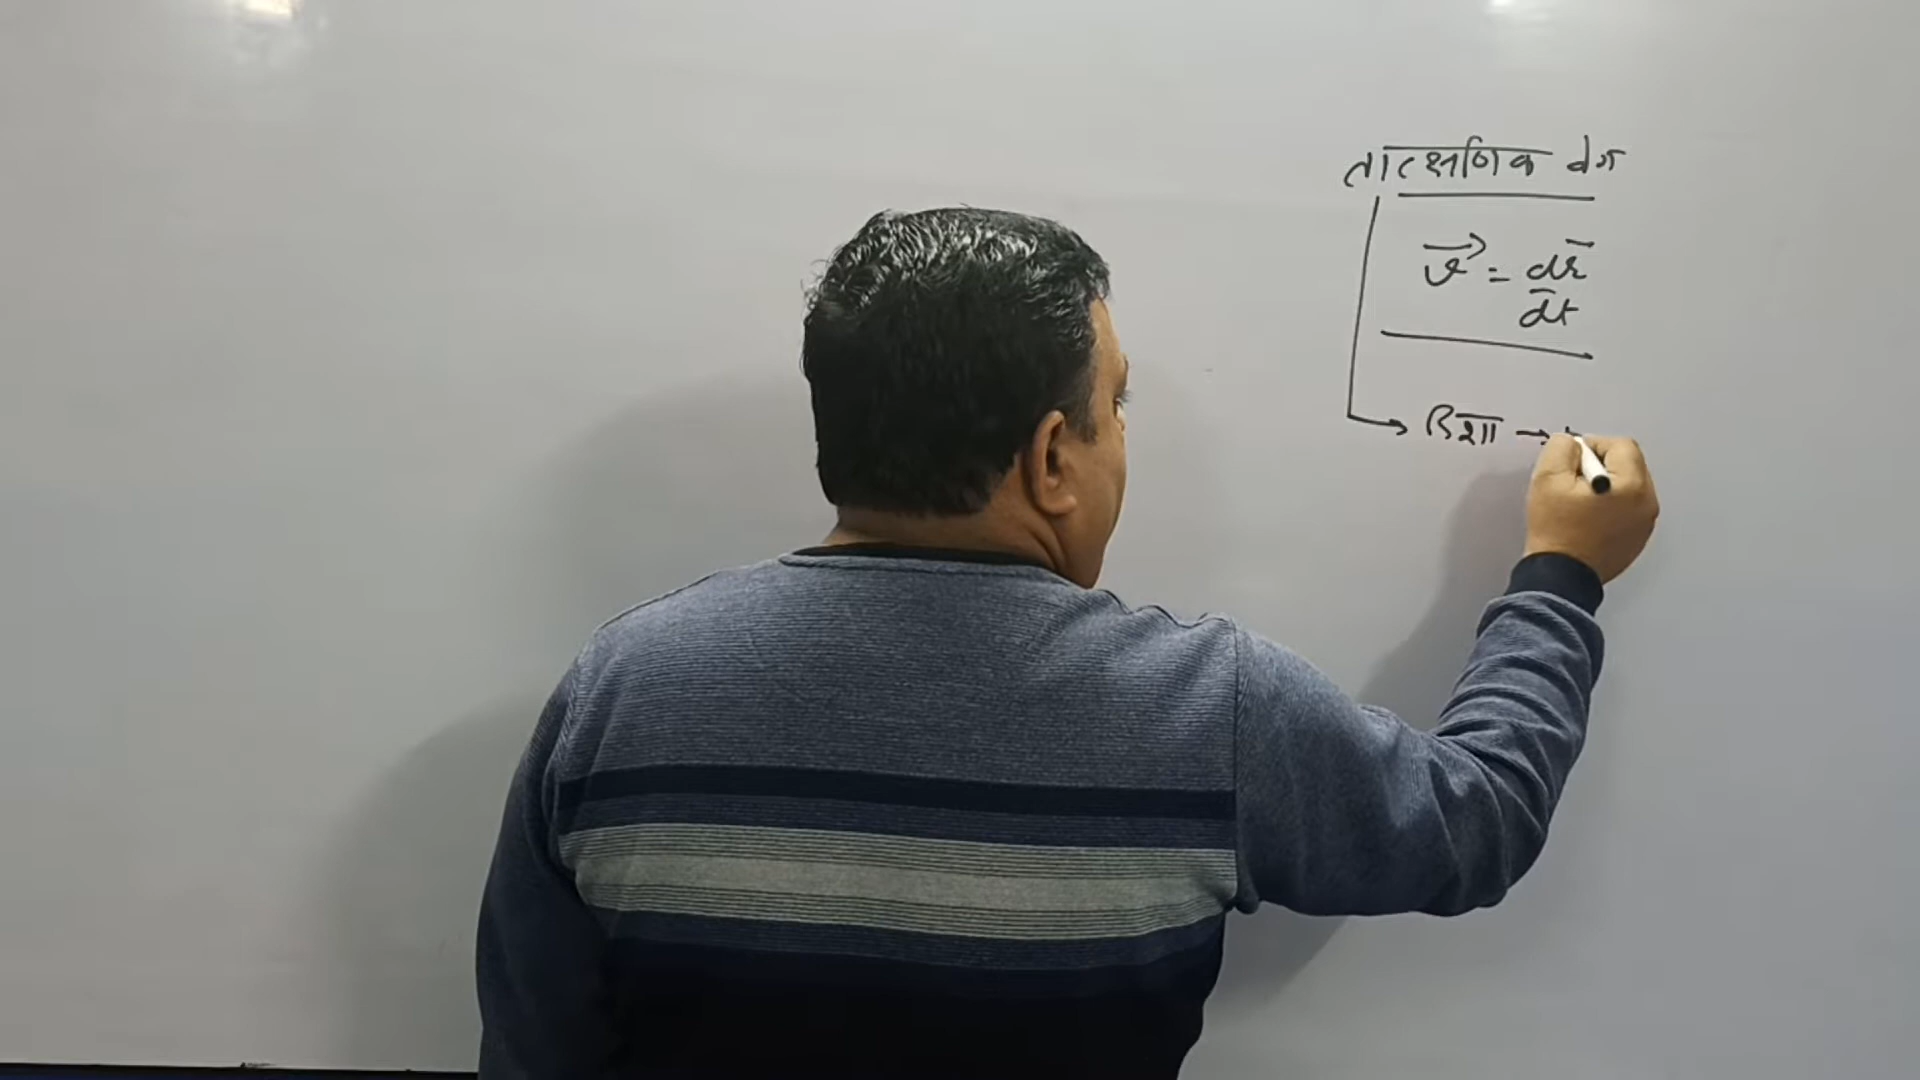 तात्क्षणिक वेग
v⃗ = dr⃗
dt
दिशा →